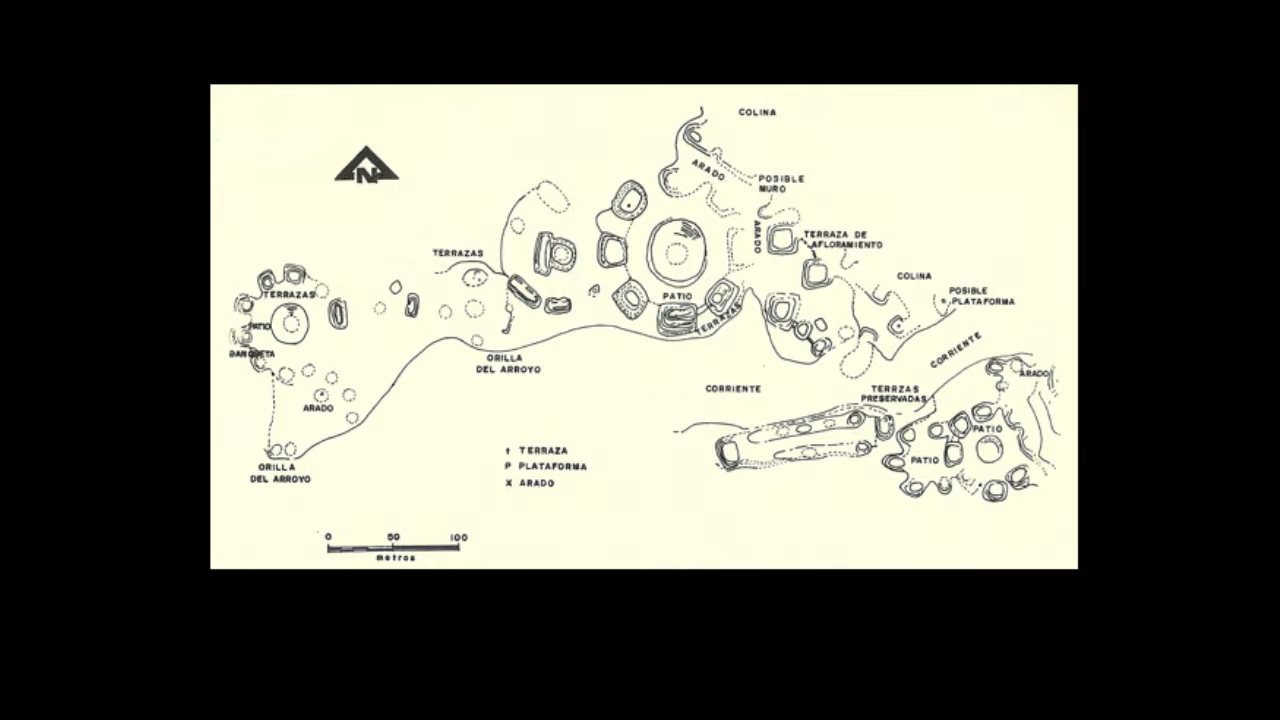 COLINA
N
ARADO
POSIBLE
MURO
ARADO
TERRAZA DE
AFLORAMIENTO
TERRAZAS
COLINA
TERRAZAS
PATIO
POSIBLE
PLATAFORMA
TERRAZAS
PATIO
BANQUETA
ORILLA
DEL ARROYO
CORRIENTE
ARADO
CORRIENTE
TERRZAS
PRESERVADAS
ARADO
PATIO
PATIO
ORILLA
DEL ARROYO
t TERRAZA
P PLATAFORMA
X ARADO
0 50 100
metros